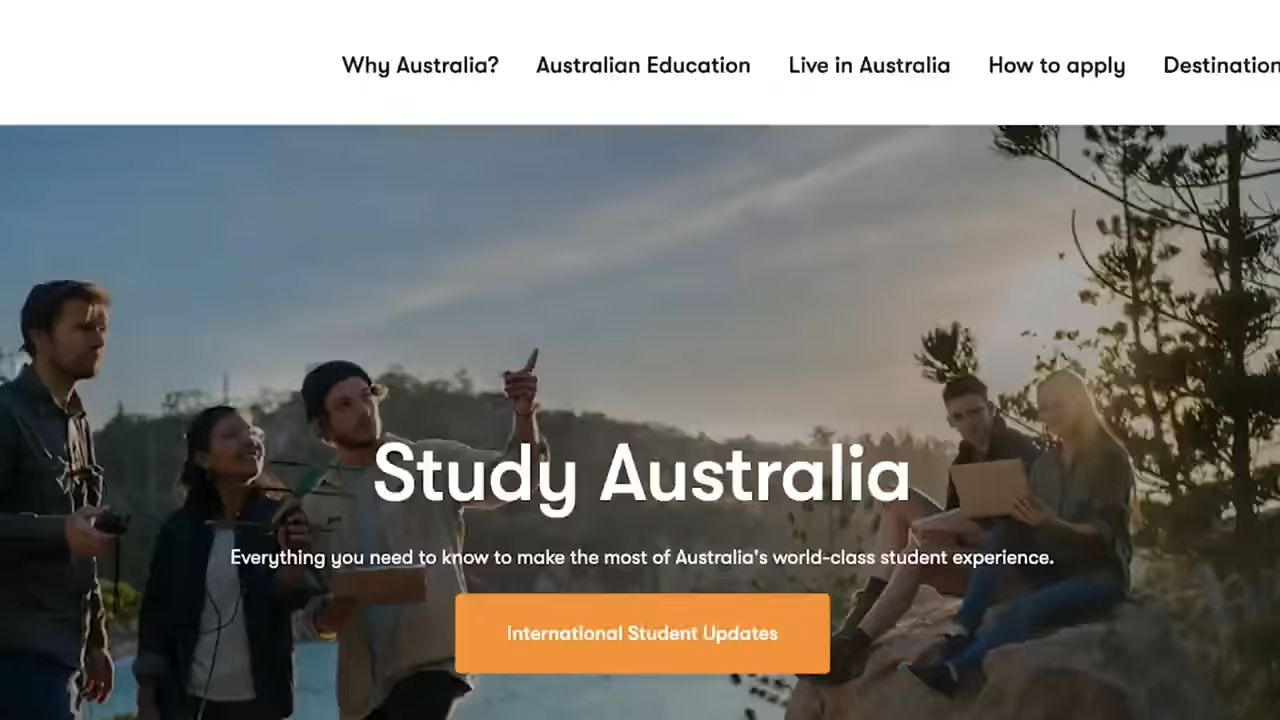 Why Australia? Australian Education Live in Australia How to apply Destination
Study Australia
Everything you need to know to make the most of Australia's world-class student experience.
International Student Updates